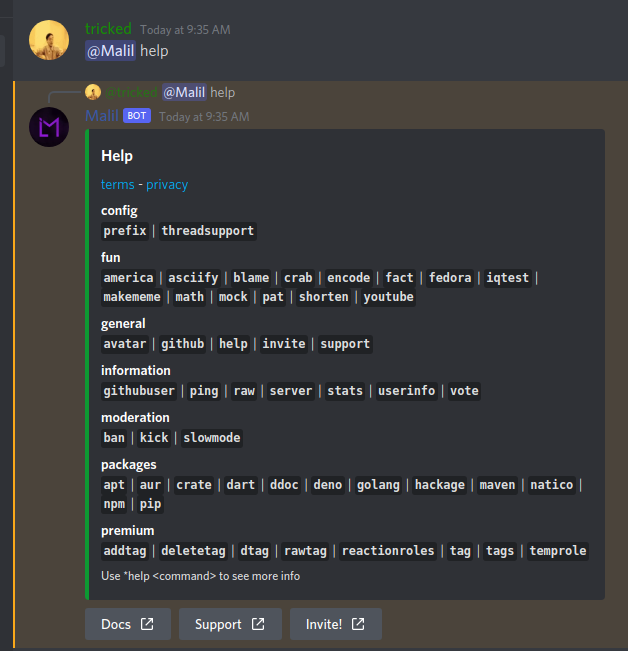 tricked Today at 9:35 AM
@Malil help
@tricked @Malil help
Malil BOT Today at 9:35 AM
Help
terms - privacy
config
prefix | threadsupport
fun
america | asciify | blame | crab | encode | fact | fedora | iqtest |
makememe | math | mock | pat | shorten | youtube
general
avatar | github | help | invite | support
information
githubuser | ping | raw | server | stats | userinfo | vote
moderation
ban | kick | slowmode
packages
apt | aur | crate | dart | ddoc | deno | golang | hackage | maven | natico |
npm | pip
premium
addtag | deletetag | dtag | rawtag | reactionroles | tag | tags | temprole
Use *help <command> to see more info
Docs Support Invite!